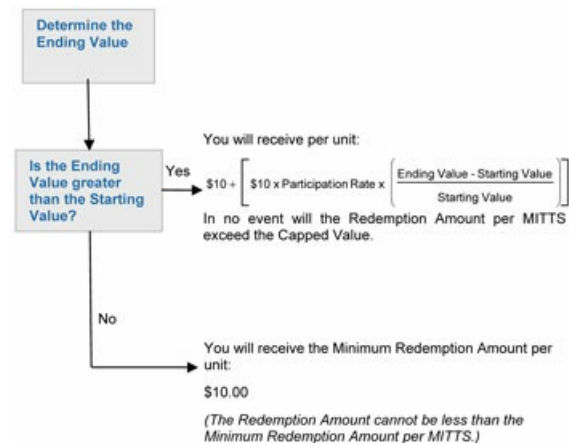 Determine the
Ending Value
Is the Ending
Value greater
than the Starting
Value?
Yes
You will receive per unit:
$10 + [ $10 x Participation Rate x ( Ending Value - Starting Value
Starting Value ) ]
In no event will the Redemption Amount per MITTS
exceed the Capped Value.
No
You will receive the Minimum Redemption Amount per
unit:
$10.00
(The Redemption Amount cannot be less than the
Minimum Redemption Amount per MITTS.)